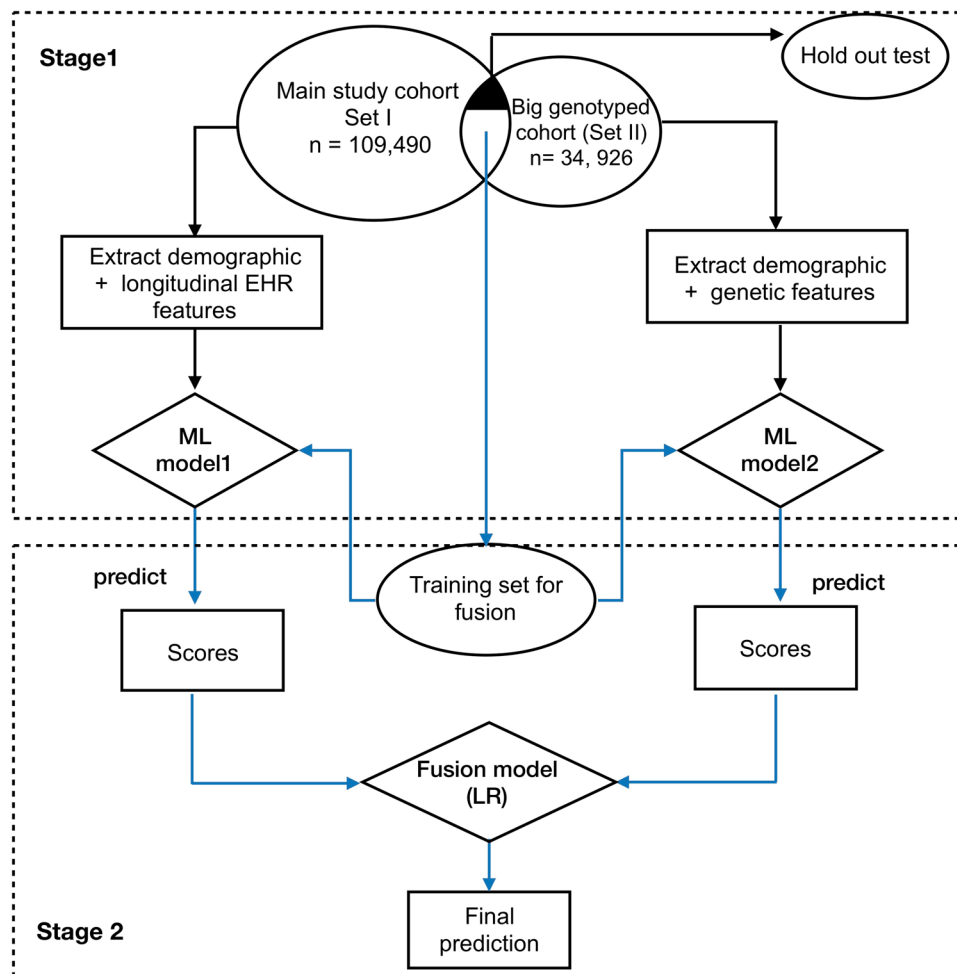 Stage1
Hold out test
Main study cohort
Set I
n = 109,490
Big genotyped
cohort (Set II)
n= 34, 926
Extract demographic
+ longitudinal EHR
features
Extract demographic
+ genetic features
ML
model1
ML
model2
predict
Training set for
fusion
predict
Scores
Scores
Fusion model
(LR)
Final
prediction
Stage 2